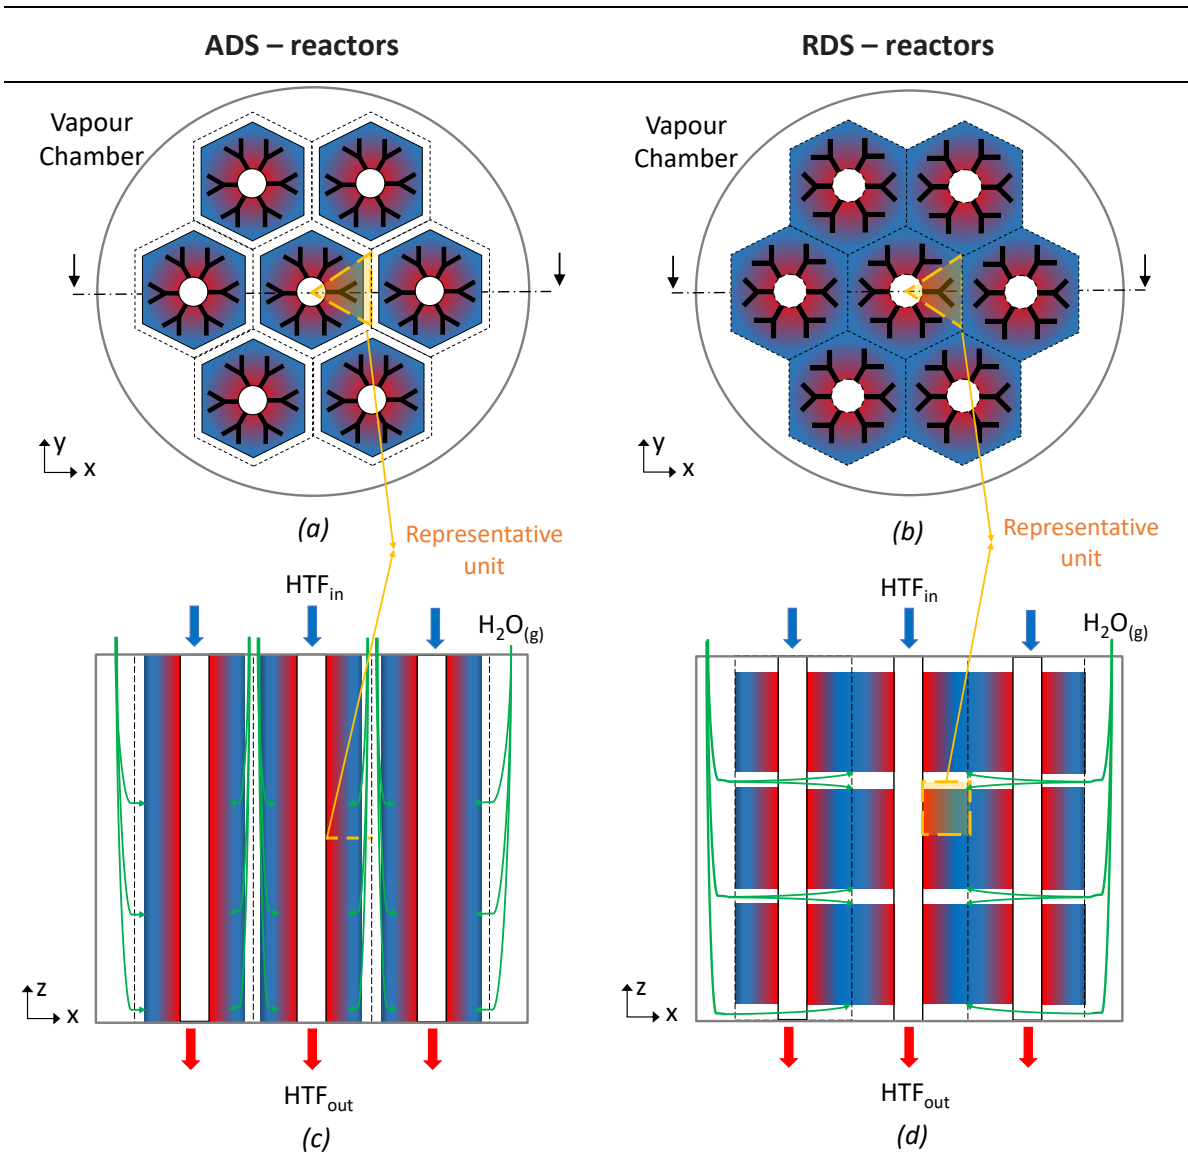 ADS – reactors
RDS – reactors
Vapour
Chamber
y
x
(a)
Vapour
Chamber
y
x
(b)
Representative
unit
Representative
unit
HTFin
H2O(g)
z
x
HTFout
(c)
HTFin
H2O(g)
z
x
HTFout
(d)